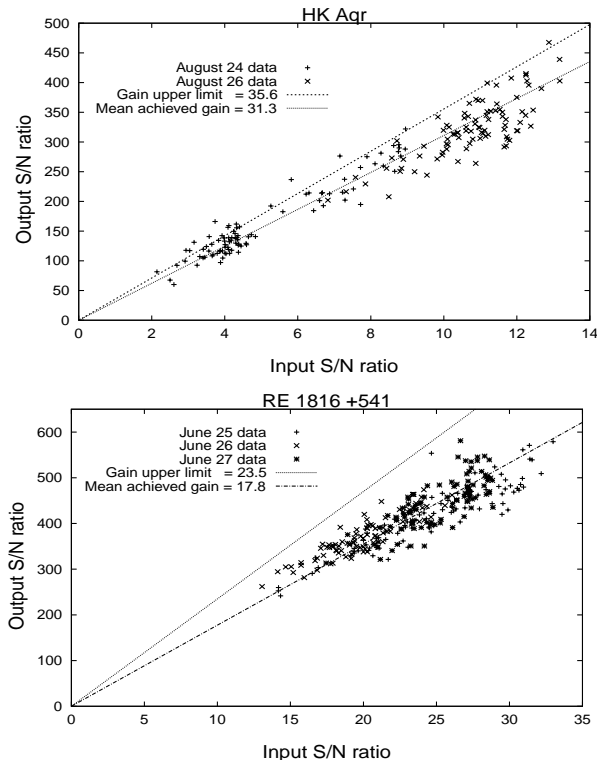 HK Aqr
500
450
400
350
300
250
200
150
100
50
0
Output S/N ratio
August 24 data
August 26 data
Gain upper limit = 35.6
Mean achieved gain = 31.3
0 2 4 6 8 10 12 14
Input S/N ratio
RE 1816 +541
600
500
400
300
200
100
0
Output S/N ratio
June 25 data
June 26 data
June 27 data
Gain upper limit = 23.5
Mean achieved gain = 17.8
0 5 10 15 20 25 30 35
Input S/N ratio